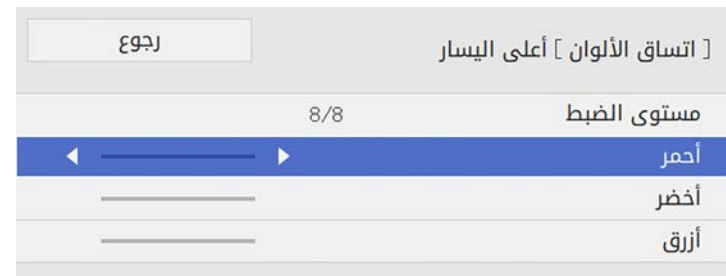 [ اتساق الألوان ] أعلى اليسار
رجوع
مستوى الضبط 8/8
أحمر
أخضر
أزرق